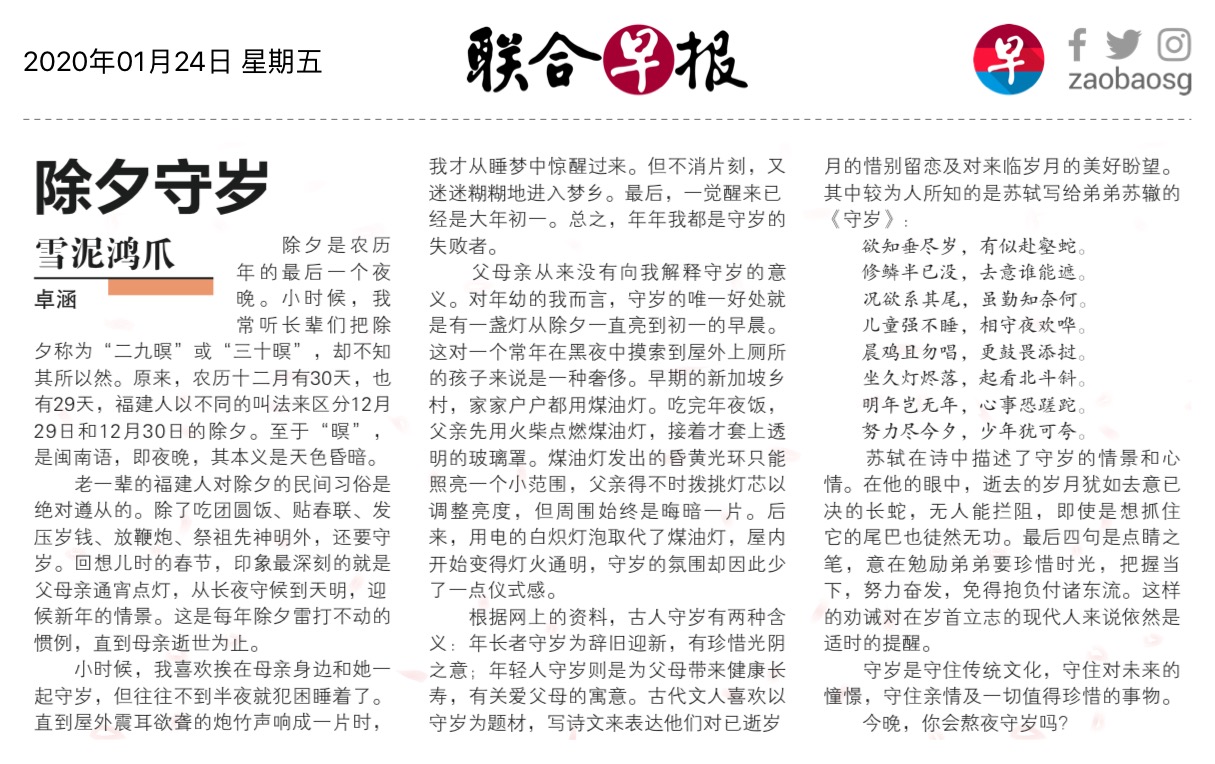 2020年01月24日 星期五
联合早报
早
zaobaosg
除夕守岁
雪泥鸿爪
卓涵
除夕是农历
年的最后一个夜
晚。小时候，我
常听长辈们把除
夕称为“二九暝”或“三十暝”，却不知
其所以然。原来，农历十二月有30天，也
有29天，福建人以不同的叫法来区分12月
29日和12月30日的除夕。至于“暝”，
是闽南语，即夜晚，其本义是天色昏暗。
老一辈的福建人对除夕的民间习俗是
绝对遵从的。除了吃团圆饭、贴春联、发
压岁钱、放鞭炮、祭祖先神明外，还要守
岁。回想儿时的春节，印象最深刻的就是
父母亲通宵点灯，从长夜守候到天明，迎
候新年的情景。这是每年除夕雷打不动的
惯例，直到母亲逝世为止。
小时候，我喜欢挨在母亲身边和她一
起守岁，但往往不到半夜就犯困睡着了。
直到屋外震耳欲聋的炮竹声响成一片时，
我才从睡梦中惊醒过来。但不消片刻，又
迷迷糊糊地进入梦乡。最后，一觉醒来已
经是大年初一。总之，年年我都是守岁的
失败者。
父母亲从来没有向我解释守岁的意
义。对年幼的我而言，守岁的唯一好处就
是有一盏灯从除夕一直亮到初一的早晨。
这对一个常年在黑夜中摸索到屋外上厕所
的孩子来说是一种奢侈。早期的新加坡乡
村，家家户户都用煤油灯。吃完年夜饭，
父亲先用火柴点燃煤油灯，接着才套上透
明的玻璃罩。煤油灯发出的昏黄光环只能
照亮一个小范围，父亲得不时拨挑灯芯以
调整亮度，但周围始终是晦暗一片。后
来，用电的白炽灯泡取代了煤油灯，屋内
开始变得灯火通明，守岁的氛围却因此少
了一点仪式感。
根据网上的资料，古人守岁有两种含
义：年长者守岁为辞旧迎新，有珍惜光阴
之意；年轻人守岁则是为父母带来健康长
寿，有关爱父母的寓意。古代文人喜欢以
守岁为题材，写诗文来表达他们对已逝岁
月的惜别留恋及对来临岁月的美好盼望。
其中较为人所知的是苏轼写给弟弟苏辙的
《守岁》：
欲知垂尽岁，有似赴壑蛇。
修鳞半已没，去意谁能遮。
况欲系其尾，虽勤知奈何。
儿童强不睡，相守夜欢哗。
晨鸡且勿唱，更鼓畏添挝。
坐久灯烬落，起看北斗斜。
明年岂无年，心事恐蹉跎。
努力尽今夕，少年犹可夸。
苏轼在诗中描述了守岁的情景和心
情。在他的眼中，逝去的岁月犹如去意已
决的长蛇，无人能拦阻，即使是想抓住
它的尾巴也徒然无功。最后四句是点睛之
笔，意在勉励弟弟要珍惜时光，把握当
下，努力奋发，免得抱负付诸东流。这样
的劝诫对在岁首立志的现代人来说依然是
适时的提醒。
守岁是守住传统文化，守住对未来的
憧憬，守住亲情及一切值得珍惜的事物。
今晚，你会熬夜守岁吗？